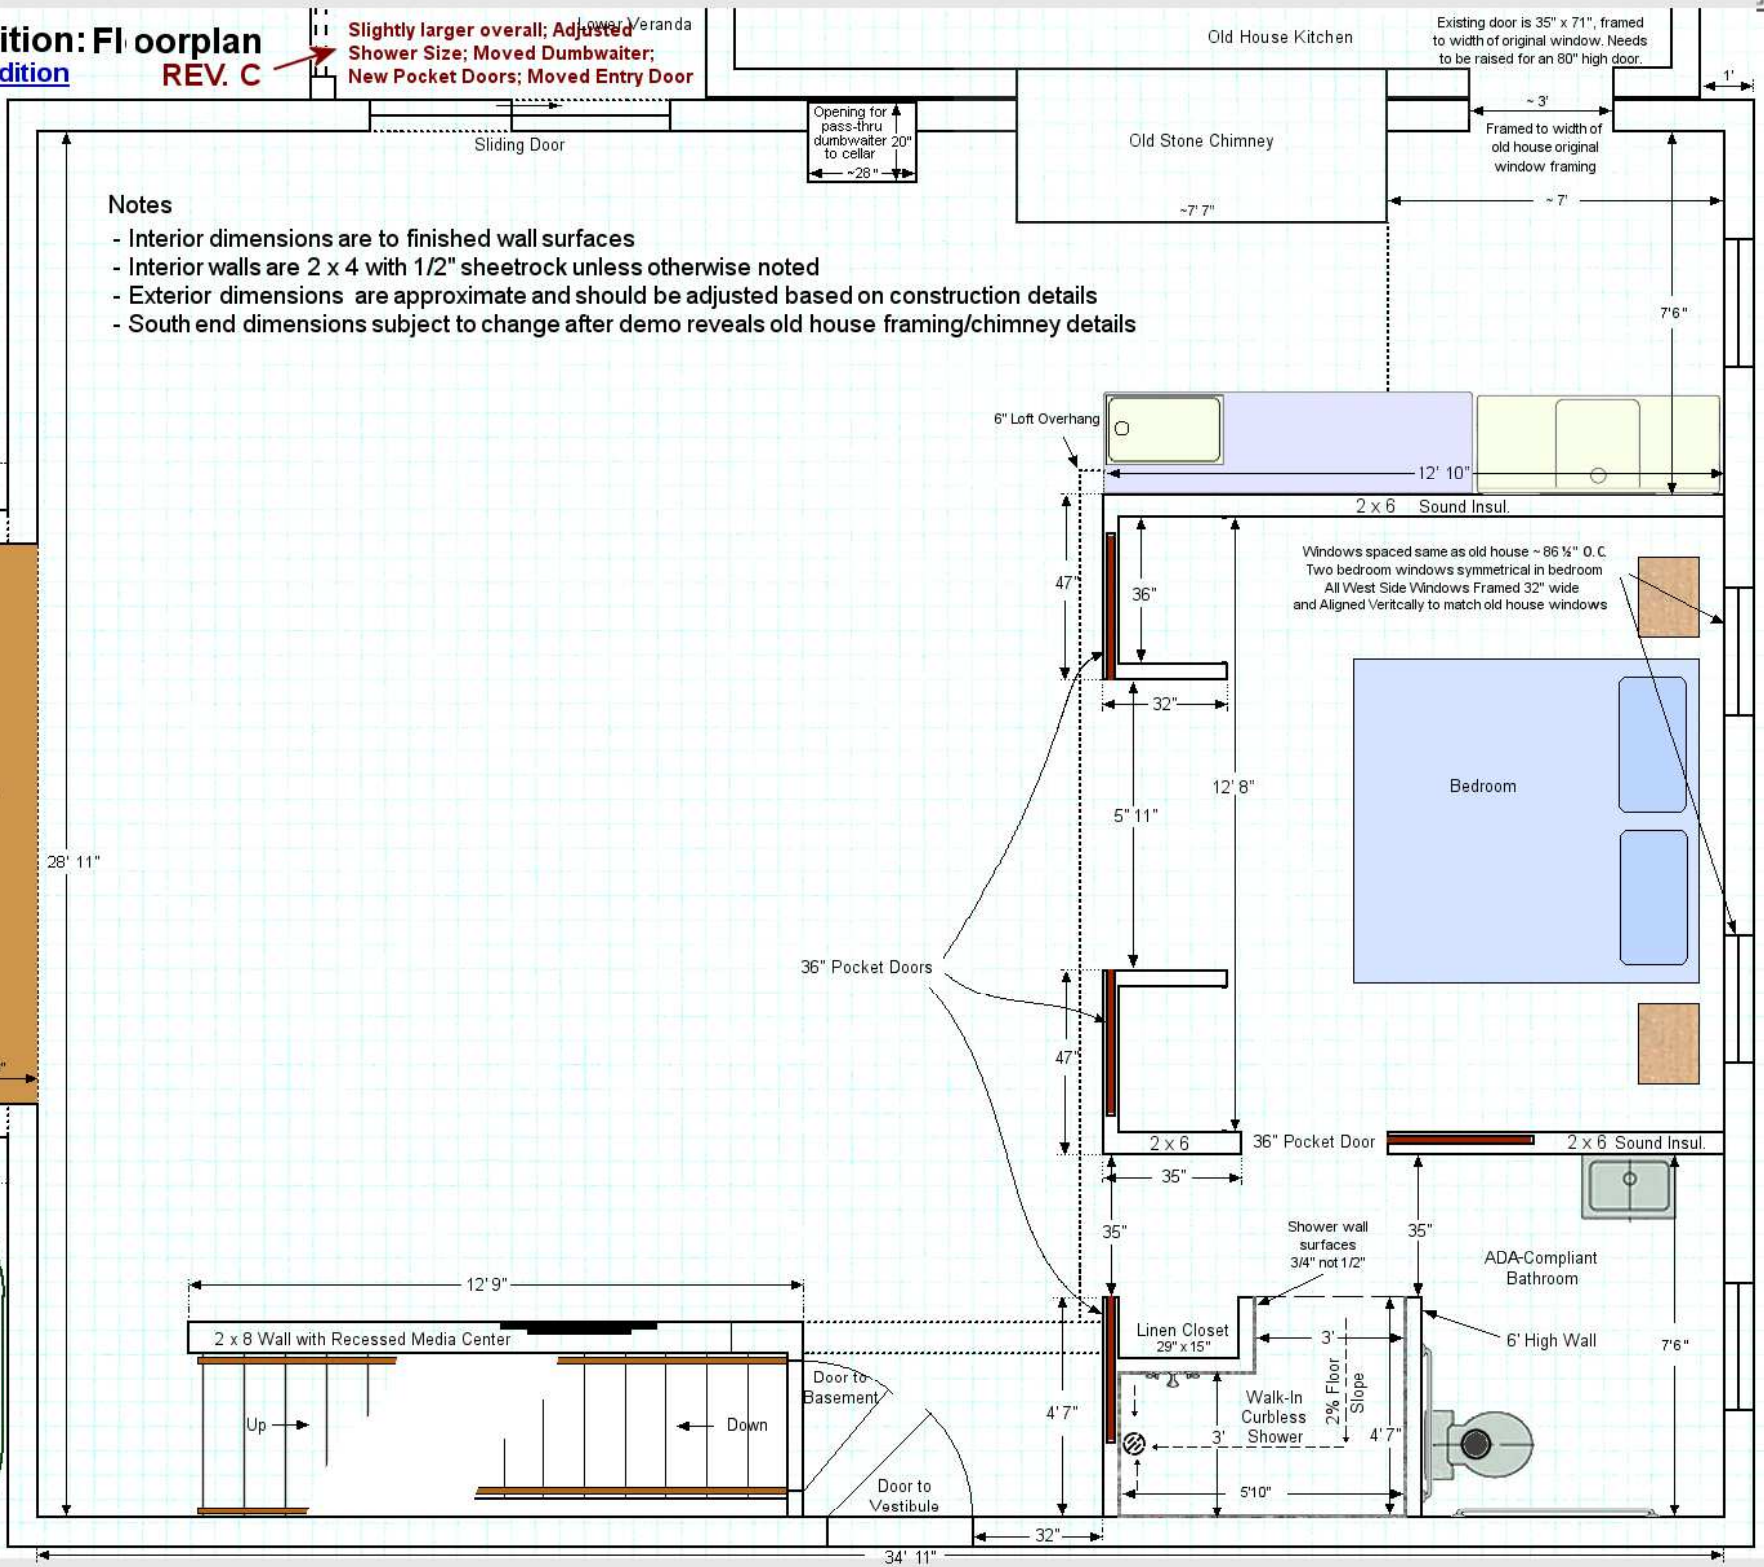 ition: Floorplan
dition
REV. C
Slightly larger overall; Adjusted
Shower Size; Moved Dumbwaiter;
New Pocket Doors; Moved Entry Door
Lower Veranda
Old House Kitchen
Existing door is 35" x 71", framed
to width of original window. Needs
to be raised for an 80" high door.
1'
~ 3'
Framed to width of
old house original
window framing
Sliding Door
Opening for
pass-thru
dumbwaiter
to cellar
20"
~28"
Old Stone Chimney
~7' 7"
~ 7'
7'6"
Notes
- Interior dimensions are to finished wall surfaces
- Interior walls are 2 x 4 with 1/2" sheetrock unless otherwise noted
- Exterior dimensions are approximate and should be adjusted based on construction details
- South end dimensions subject to change after demo reveals old house framing/chimney details
6" Loft Overhang
12' 10"
2 x 6 Sound Insul.
Windows spaced same as old house ~ 86 ½" O.C.
Two bedroom windows symmetrical in bedroom
All West Side Windows Framed 32" wide
and Aligned Veritcally to match old house windows
47"
36"
32"
12' 8"
5" 11"
Bedroom
28' 11"
36" Pocket Doors
47"
2 x 6
36" Pocket Door
2 x 6 Sound Insul.
35"
35"
35"
Shower wall
surfaces
3/4" not 1/2"
ADA-Compliant
Bathroom
12' 9"
2 x 8 Wall with Recessed Media Center
Linen Closet
29" x 15"
3'
6' High Wall
7'6"
Door to
Basement
Up
Down
4'7"
Walk-In
Curbless
Shower
2% Floor
Slope
3'
4'7"
5'10"
Door to
Vestibule
32"
34' 11"